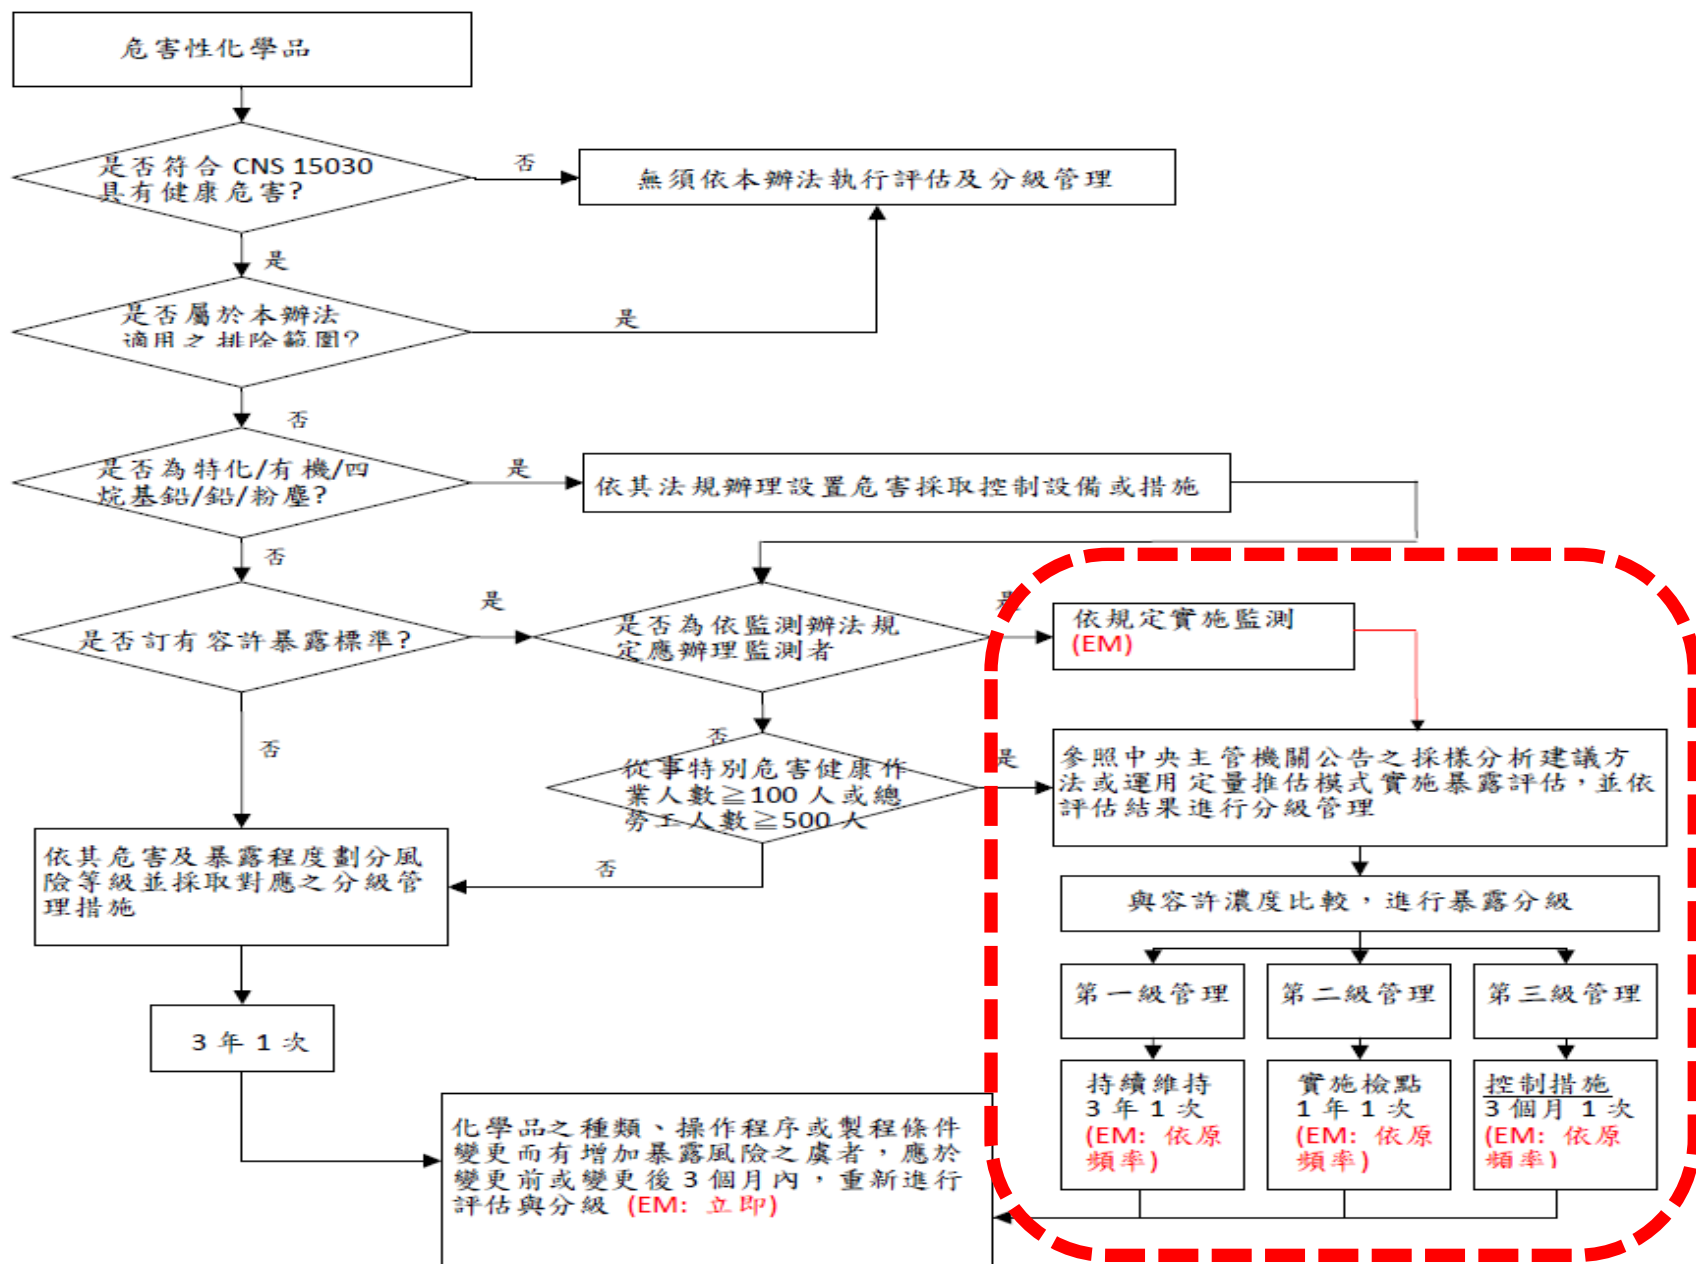 危害性化學品
是否符合 CNS 15030
具有健康危害?
否
無須依本辦法執行評估及分級管理
是
是否屬於本辦法
適用之排除範圍?
是
否
是否為特化/有機/四
烷基鉛/鉛/粉塵?
是
依其法規辦理設置危害採取控制設備或措施
否
是否訂有容許暴露標準?
是
是否為依監測辦法規
定應辦理監測者
是
依規定實施監測
(EM)
否
否
從事特別危害健康作
業人數≧100 人或總
勞工人數≧500 人
是
參照中央主管機關公告之採樣分析建議方
法或運用定量推估模式實施暴露評估，並依
評估結果進行分級管理
依其危害及暴露程度劃分風
險等級並採取對應之分級管
理措施
否
與容許濃度比較，進行暴露分級
第一級管理
第二級管理
第三級管理
3 年 1 次
持續維持
3 年 1 次
(EM: 依原
頻率)
實施檢點
1 年 1 次
(EM: 依原
頻率)
控制措施
3 個月 1 次
(EM: 依原
頻率)
化學品之種類、操作程序或製程條件
變更而有增加暴露風險之虞者，應於
變更前或變更後 3 個月內，重新進行
評估與分級 (EM: 立即)